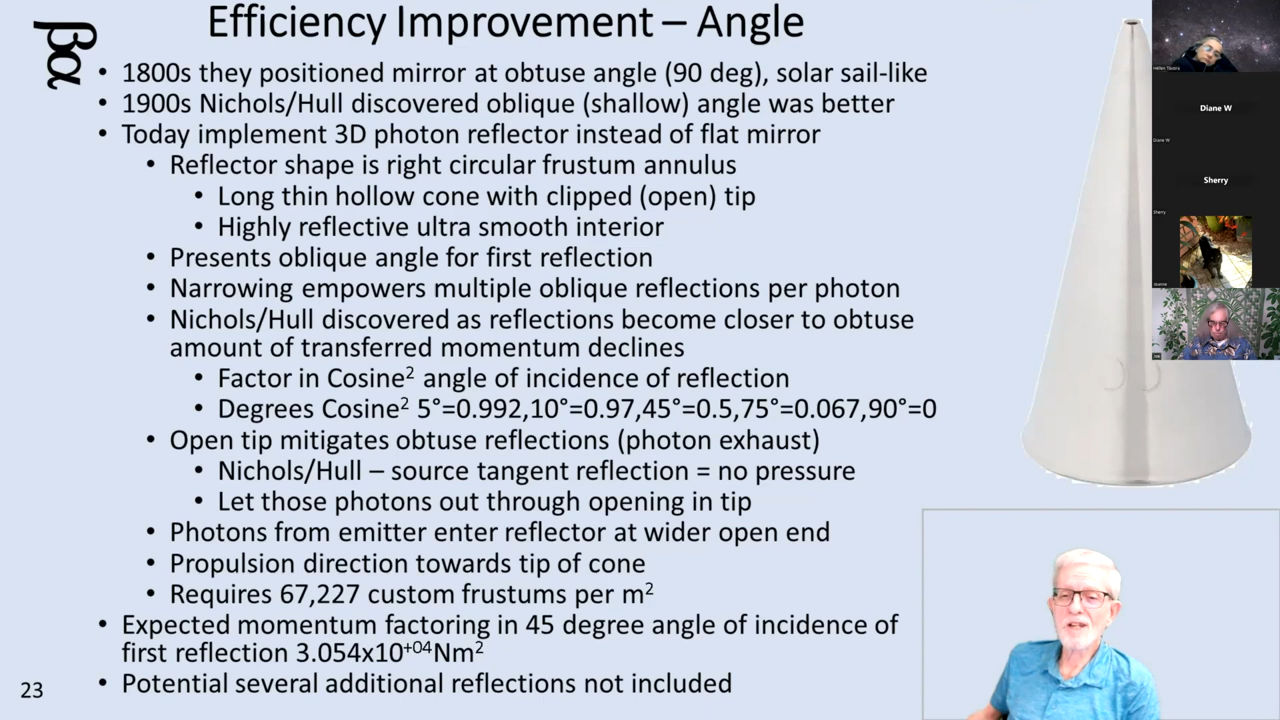 Efficiency Improvement – Angle
βα
• 1800s they positioned mirror at obtuse angle (90 deg), solar sail-like
• 1900s Nichols/Hull discovered oblique (shallow) angle was better
• Today implement 3D photon reflector instead of flat mirror
• Reflector shape is right circular frustum annulus
• Long thin hollow cone with clipped (open) tip
• Highly reflective ultra smooth interior
• Presents oblique angle for first reflection
• Narrowing empowers multiple oblique reflections per photon
• Nichols/Hull discovered as reflections become closer to obtuse
amount of transferred momentum declines
• Factor in Cosine² angle of incidence of reflection
• Degrees Cosine² 5°=0.992,10°=0.97,45°=0.5,75°=0.067,90°=0
• Open tip mitigates obtuse reflections (photon exhaust)
• Nichols/Hull – source tangent reflection = no pressure
• Let those photons out through opening in tip
• Photons from emitter enter reflector at wider open end
• Propulsion direction towards tip of cone
• Requires 67,227 custom frustums per m²
• Expected momentum factoring in 45 degree angle of incidence of
first reflection 3.054x10⁺⁰⁴Nm²
• Potential several additional reflections not included
23
Diane W
Diane W
Sherry
Sherry